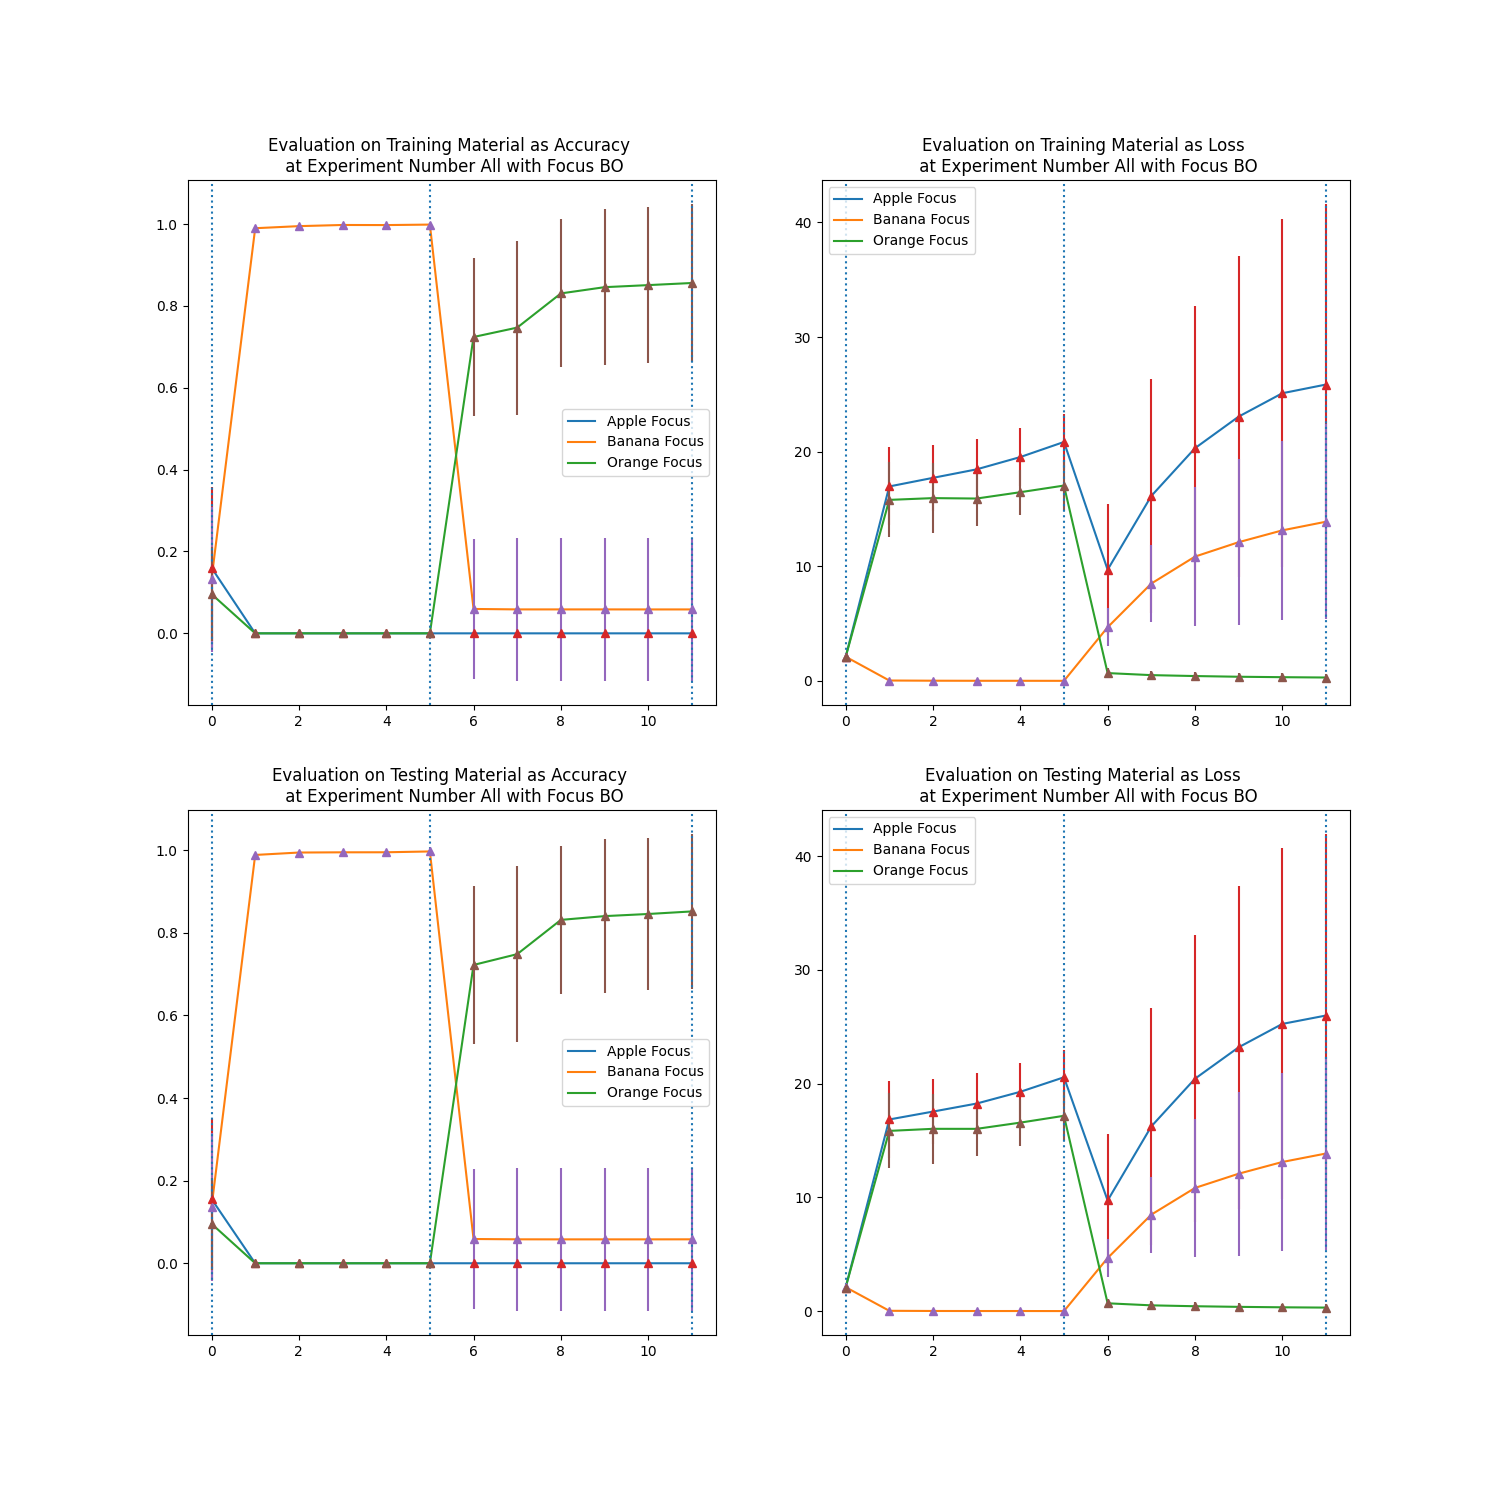 Evaluation on Training Material as Accuracy
at Experiment Number All with Focus BO
1.0
0.8
0.6
0.4
0.2
0.0
Apple Focus
Banana Focus
Orange Focus
0 2 4 6 8 10
Evaluation on Training Material as Loss
at Experiment Number All with Focus BO
Apple Focus
Banana Focus
Orange Focus
40
30
20
10
0
0 2 4 6 8 10
Evaluation on Testing Material as Accuracy
at Experiment Number All with Focus BO
1.0
0.8
0.6
0.4
0.2
0.0
Apple Focus
Banana Focus
Orange Focus
0 2 4 6 8 10
Evaluation on Testing Material as Loss
at Experiment Number All with Focus BO
Apple Focus
Banana Focus
Orange Focus
40
30
20
10
0
0 2 4 6 8 10